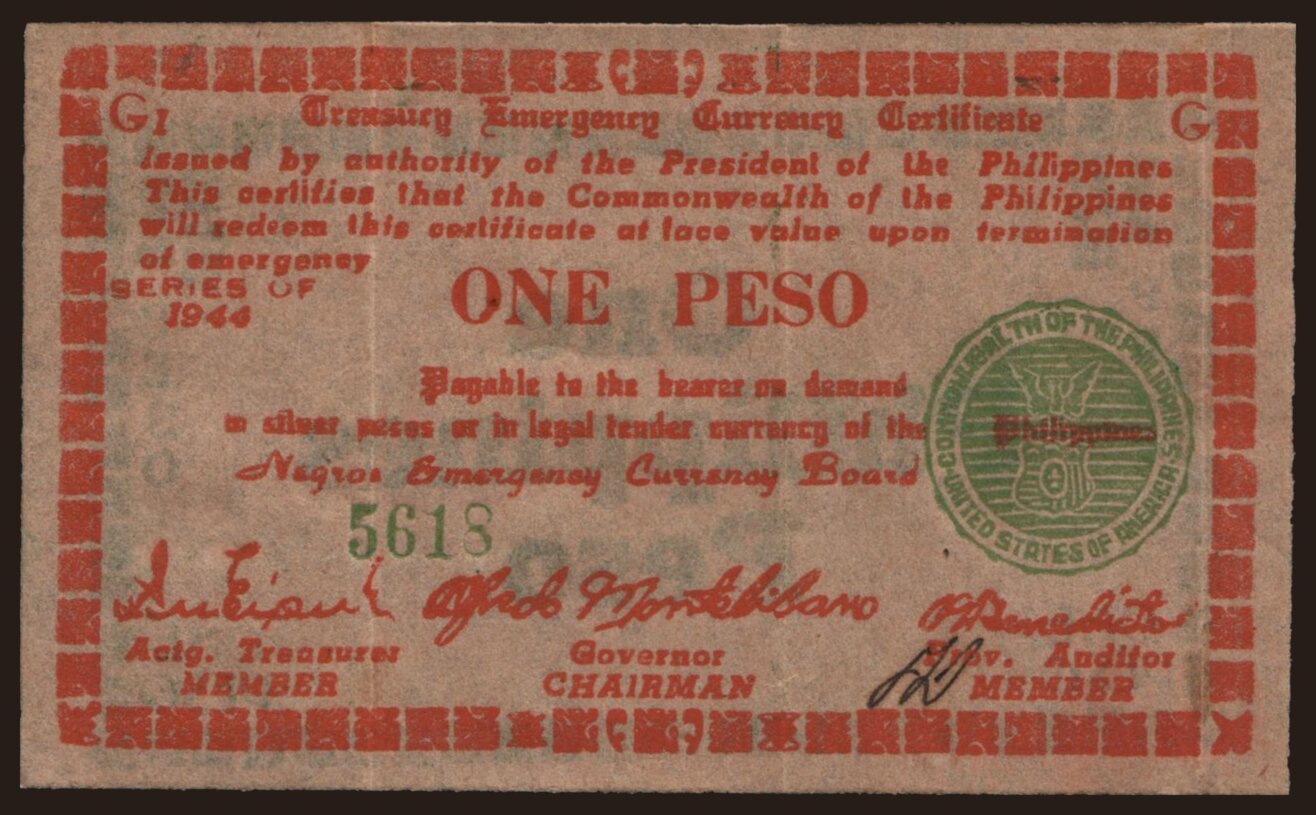 G1 Treasury Emergency Currency Certificate G
issued by authority of the President of the Philippines
This certifies that the Commonwealth of the Philippines
will redeem this certificate at face value upon termination
of emergency
SERIES OF
1944
ONE PESO
Payable to the bearer on demand
in silver pesos or in legal tender currency of the Philippines
Negros Emergency Currency Board
COMMONWEALTH OF THE PHILIPPINES
UNITED STATES OF AMERICA
5618
Alfredo Montelibano
Actg. Treasurer Governor Prov. Auditor
MEMBER CHAIRMAN MEMBER